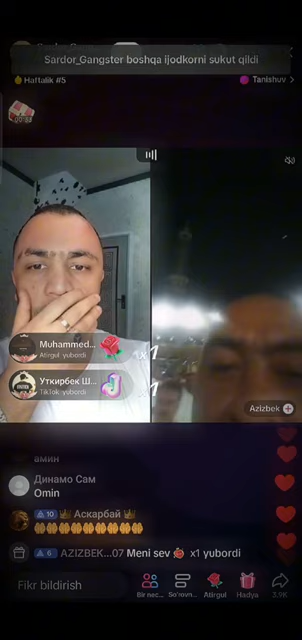 Sardor_Gangster boshqa ijodkorni sukut qildi
Haftalik #5
Tanishuv >
00:33
Muhammed...
Atirgul yubordi
x1
Уткирбек Ш...
TikTok yubordi
x1
Azizbek
амин
Динамо Сам
Omin
10 Аскарбай
6 AZIZBEK...07 Meni sev x1 yubordi
Fikr bildirish
Bir nec...
So'rovn...
Atirgul
Hadya
3,9K